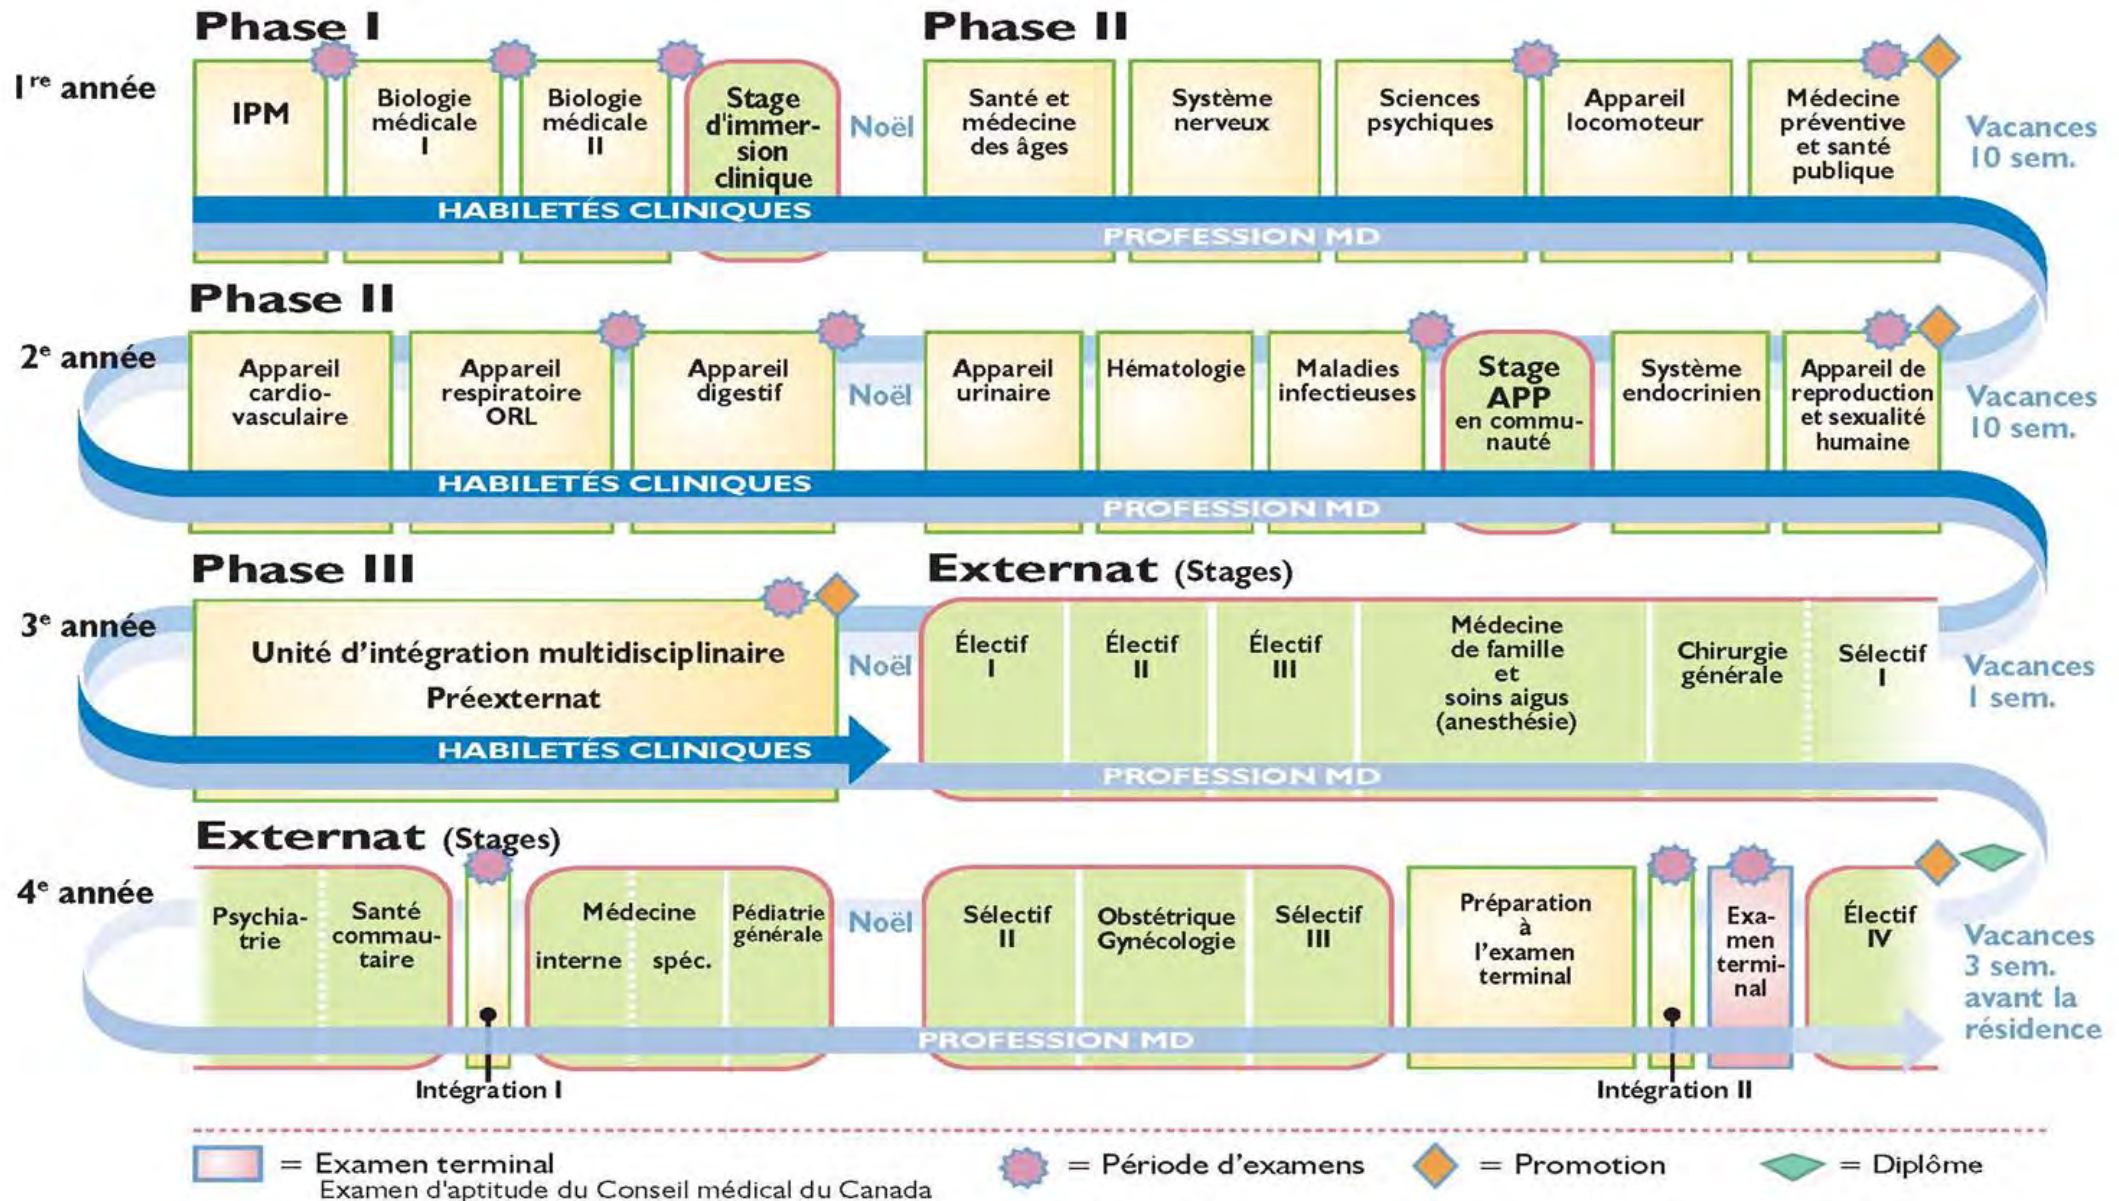 Phase I
Phase II
1re année
IPM
Biologie
médicale
I
Biologie
médicale
II
Stage
d'immer-
sion
clinique
Noël
Santé et
médecine
des âges
Système
nerveux
Sciences
psychiques
Appareil
locomoteur
Médecine
préventive
et santé
publique
Vacances
10 sem.
HABILETÉS CLINIQUES
PROFESSION MD
Phase II
2e année
Appareil
cardio-
vasculaire
Appareil
respiratoire
ORL
Appareil
digestif
Noël
Appareil
urinaire
Hématologie
Maladies
infectieuses
Stage
APP
en commu-
nauté
Système
endocrinien
Appareil de
reproduction
et sexualité
humaine
Vacances
10 sem.
HABILETÉS CLINIQUES
PROFESSION MD
Phase III
Externat (Stages)
3e année
Unité d'intégration multidisciplinaire
Préexternat
Noël
Électif
I
Électif
II
Électif
III
Médecine
de famille
et
soins aigus
(anesthésie)
Chirurgie
générale
Sélectif
I
Vacances
1 sem.
HABILETÉS CLINIQUES
PROFESSION MD
Externat (Stages)
4e année
Psychia-
trie
Santé
commau-
taire
Médecine
interne spéc.
Pédiatrie
générale
Noël
Sélectif
II
Obstétrique
Gynécologie
Sélectif
III
Préparation
à
l'examen
terminal
Exa-
men
termi-
nal
Électif
IV
Vacances
3 sem.
avant la
résidence
PROFESSION MD
Intégration I
Intégration II
= Examen terminal
Examen d'aptitude du Conseil médical du Canada
= Période d'examens
= Promotion
= Diplôme